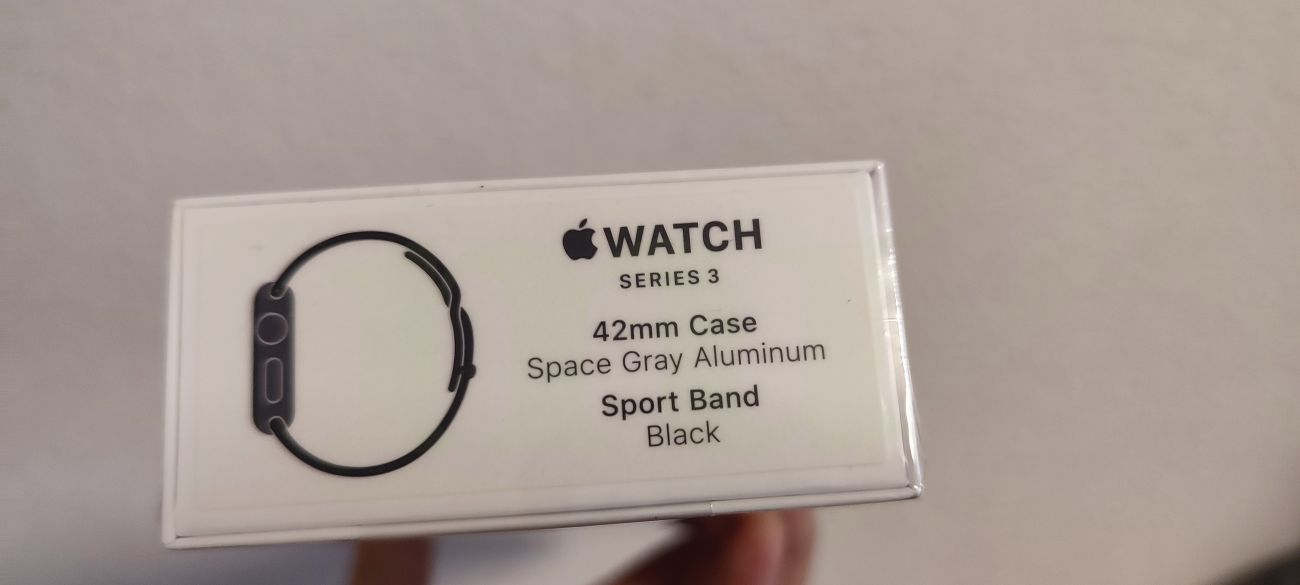 WATCH
SERIES 3
42mm Case
Space Gray Aluminum
Sport Band
Black